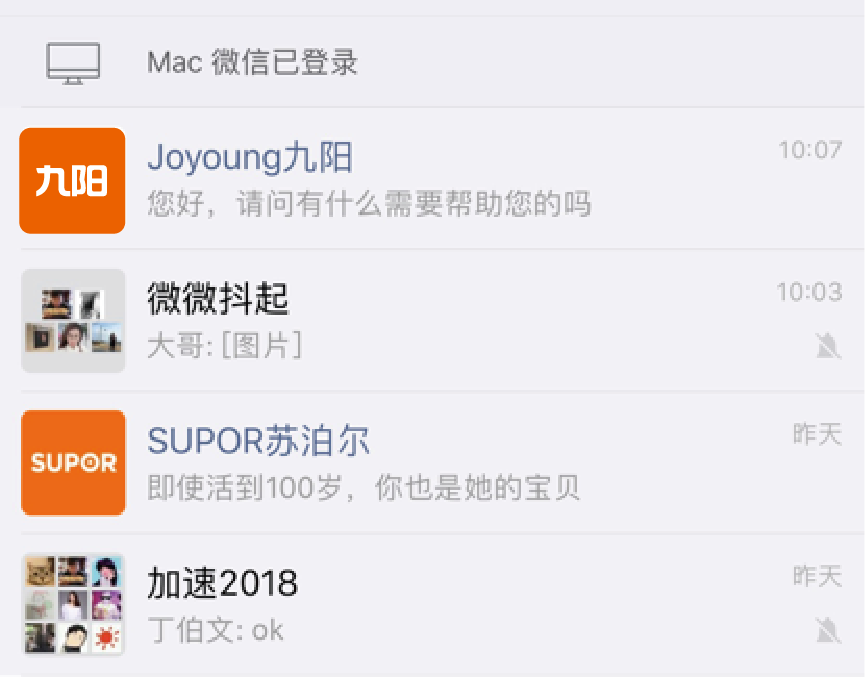 Mac 微信已登录
九阳
Joyoung九阳
10:07
您好，请问有什么需要帮助您的吗
微微抖起
10:03
大哥: [图片]
SUPOR
SUPOR苏泊尔
昨天
即使活到100岁，你也是她的宝贝
加速2018
昨天
丁伯文: ok